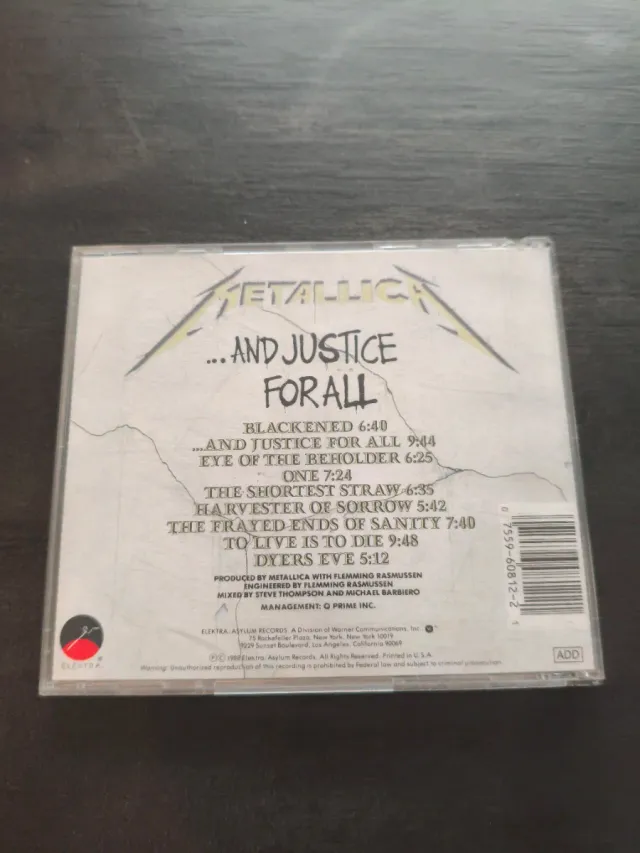 METALLICA
...AND JUSTICE
FOR ALL
BLACKENED 6:40
...AND JUSTICE FOR ALL 9:44
EYE OF THE BEHOLDER 6:25
ONE 7:24
THE SHORTEST STRAW 6:35
HARVESTER OF SORROW 5:42
THE FRAYED ENDS OF SANITY 7:40
TO LIVE IS TO DIE 9:48
DYERS EVE 5:12
PRODUCED BY METALLICA WITH FLEMMING RASMUSSEN
ENGINEERED BY FLEMMING RASMUSSEN
MIXED BY STEVE THOMPSON AND MICHAEL BARBIERO
MANAGEMENT: Q PRIME INC.
ELEKTRA/ASYLUM RECORDS A Division of Warner Communications, Inc.
75 Rockefeller Plaza, New York, New York 10019
9229 Sunset Boulevard, Los Angeles, California 90069
℗© 1988 Elektra/Asylum Records. All Rights Reserved. Printed in U.S.A.
Warning: Unauthorized reproduction of this recording is prohibited by Federal law and subject to criminal prosecution.
ELEKTRA
®
0 7559-60812-2 1
ADD